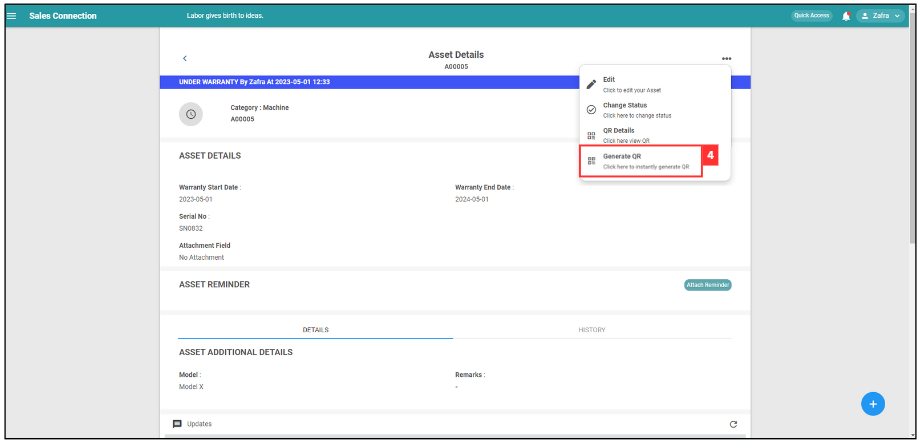 Sales Connection
Labor gives birth to ideas.
Quick Access
Zafra
Asset Details
A00005
UNDER WARRANTY By Zafra At 2023-05-01 12:33
Category : Machine
A00005
Edit
Click to edit your Asset
Change Status
Click here to change status
QR Details
Click here view QR
Generate QR
Click here to instantly generate QR
4
ASSET DETAILS
Warranty Start Date :
2023-05-01
Warranty End Date :
2024-05-01
Serial No :
SN0832
Attachment Field
No Attachment
ASSET REMINDER
Attach Reminder
DETAILS
HISTORY
ASSET ADDITIONAL DETAILS
Model :
Model X
Remarks :
-
Updates